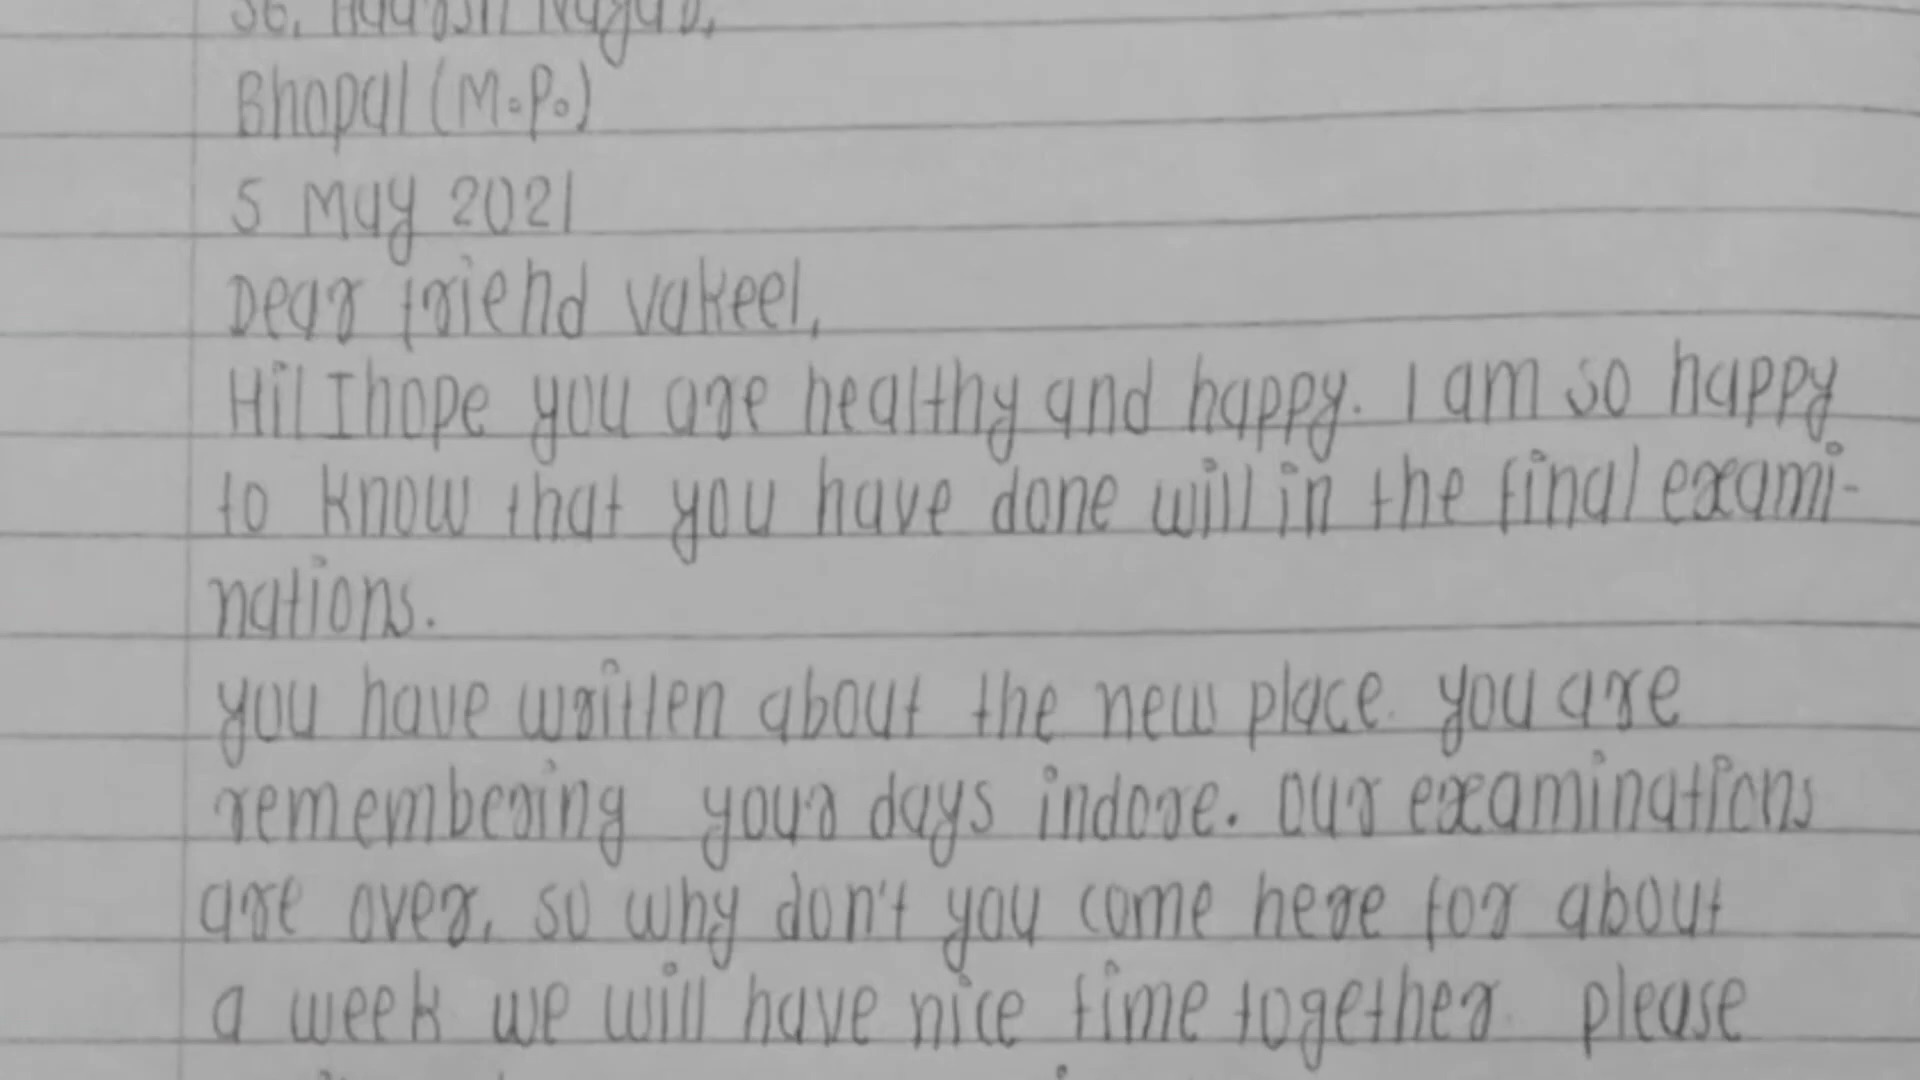 Bhopal (M.P.)
5 May 2021
Dear friend vakeel,
Hi! I hope you are healthy and happy. I am so happy
to know that you have done will in the final exami-
nations.
you have written about the new place. you are
remembering your days indore. our examinations
are over. so why don't you come here for about
a week we will have nice time together. please